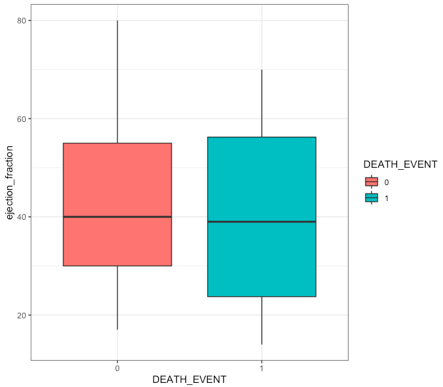 80
60
40
20
ejection_fraction
0
1
DEATH_EVENT
DEATH_EVENT
0
1